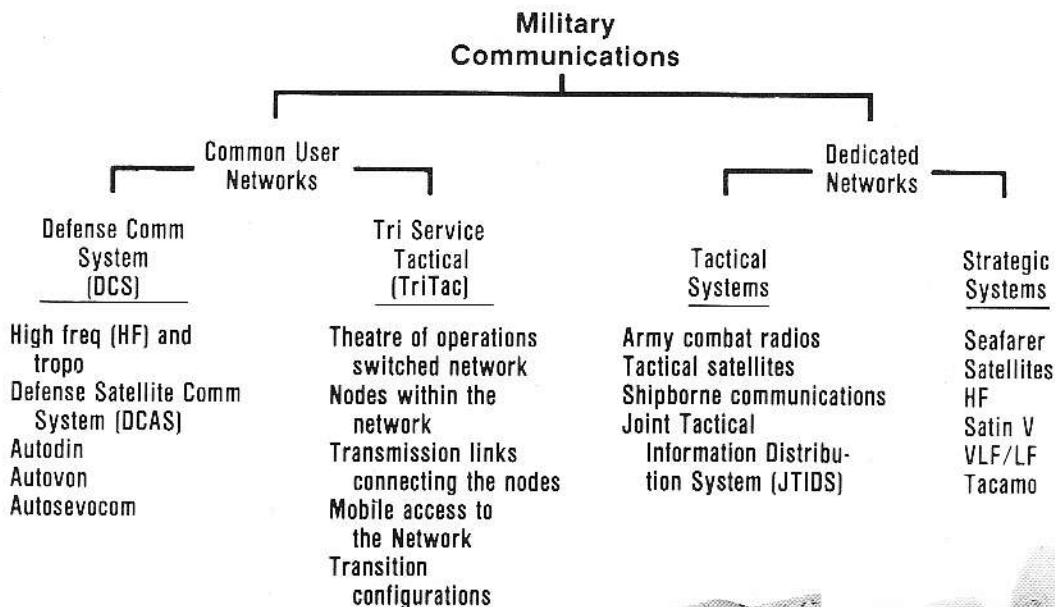 Military
Communications
Common User
Networks
Dedicated
Networks
Defense Comm
System
(DCS)
High freq (HF) and
tropo
Defense Satellite Comm
System (DCAS)
Autodin
Autovon
Autosevocom
Tri Service
Tactical
(TriTac)
Theatre of operations
switched network
Nodes within the
network
Transmission links
connecting the nodes
Mobile access to
the Network
Transition
configurations
Tactical
Systems
Army combat radios
Tactical satellites
Shipborne communications
Joint Tactical
Information Distribu-
tion System (JTIDS)
Strategic
Systems
Seafarer
Satellites
HF
Satin V
VLF/LF
Tacamo